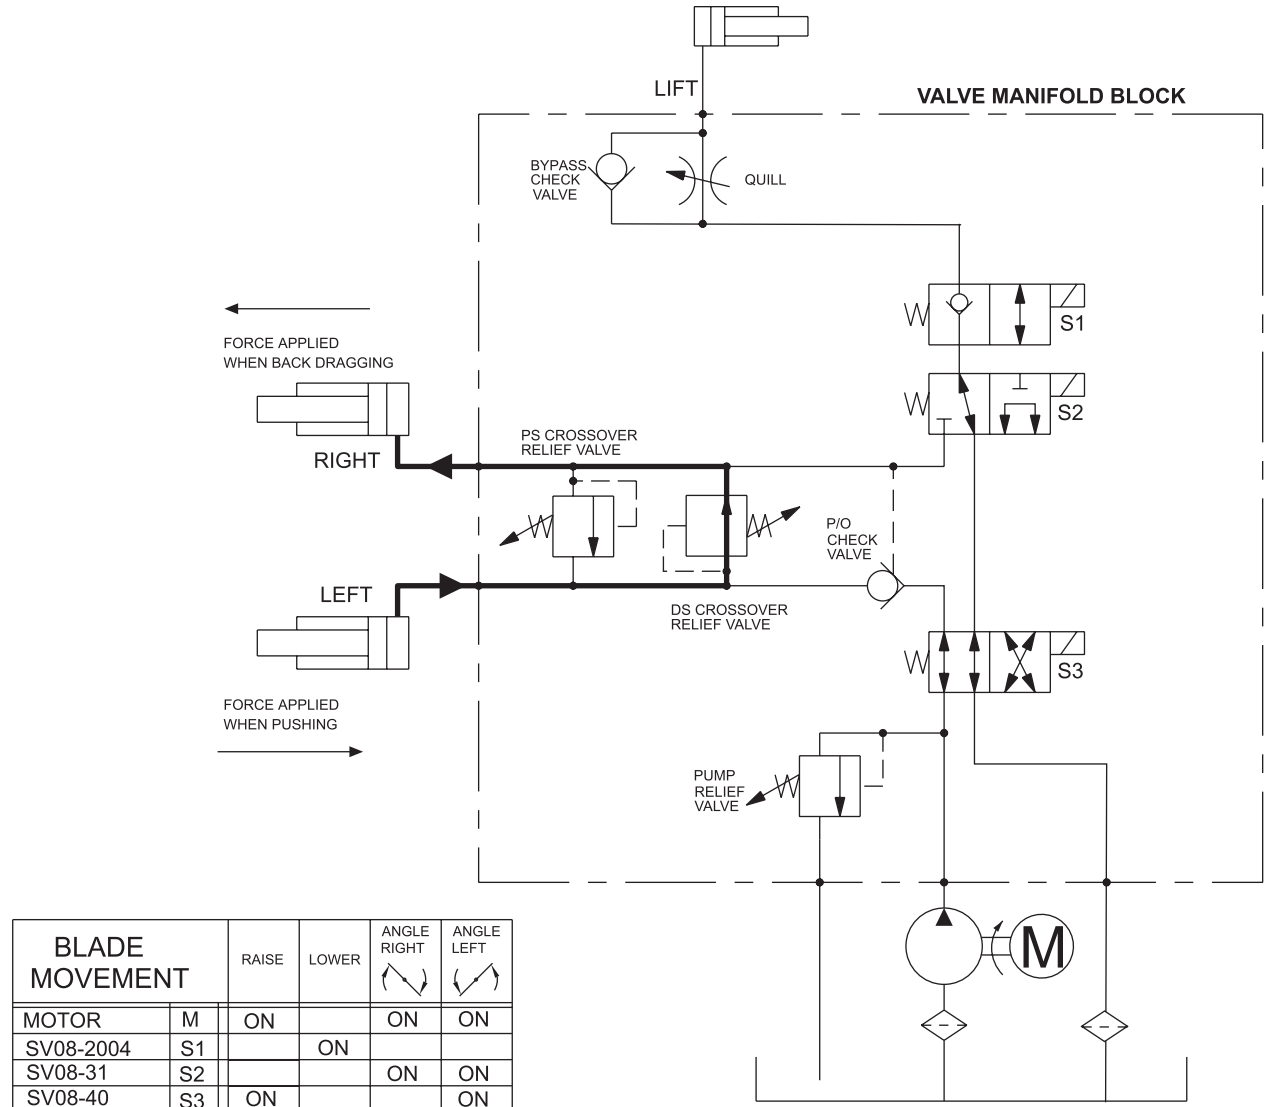 LIFT
VALVE MANIFOLD BLOCK
BYPASS
CHECK
VALVE
QUILL
S1
FORCE APPLIED
WHEN BACK DRAGGING
S2
RIGHT
PS CROSSOVER
RELIEF VALVE
P/O
CHECK
VALVE
LEFT
DS CROSSOVER
RELIEF VALVE
S3
FORCE APPLIED
WHEN PUSHING
PUMP
RELIEF
VALVE
M
BLADE
MOVEMENT
RAISE
LOWER
ANGLE
RIGHT
ANGLE
LEFT
MOTOR M ON ON ON
SV08-2004 S1 ON
SV08-31 S2 ON ON
SV08-40 S3 ON ON